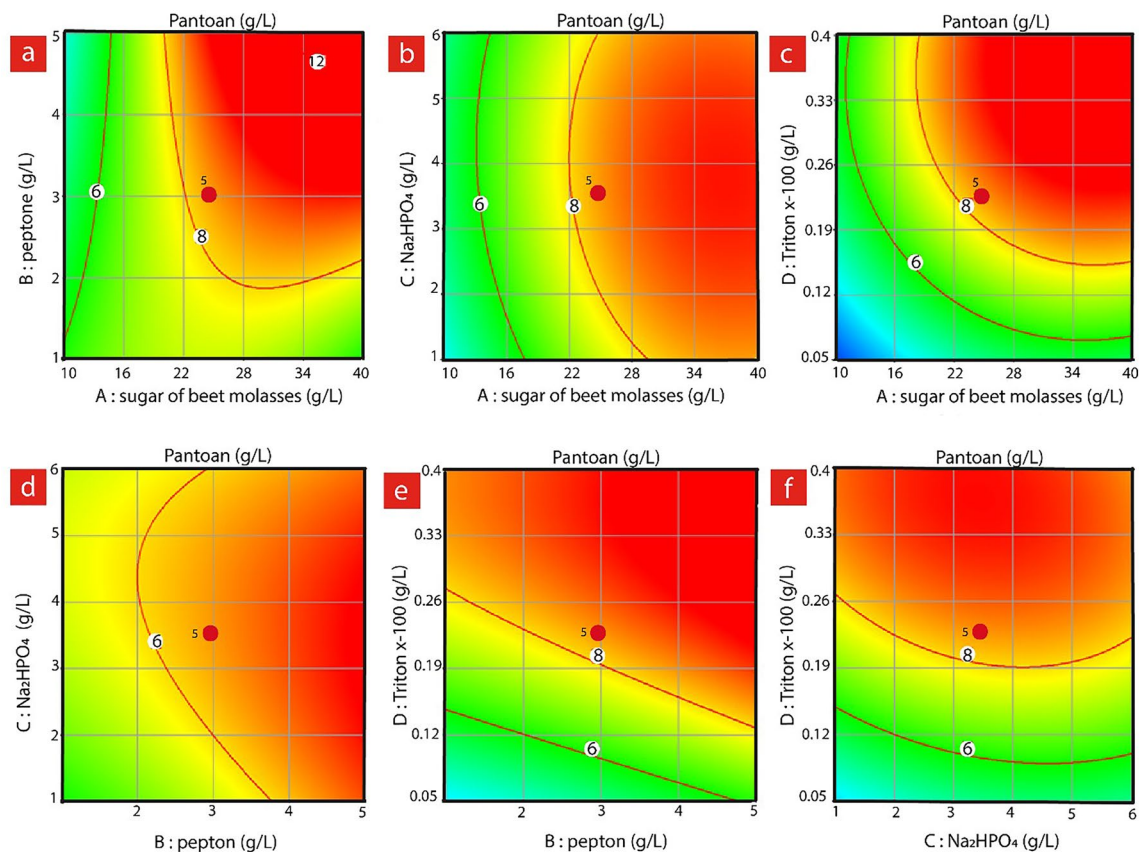 a
Pantoan (g/L)
5
4
3
2
1
B : peptone (g/L)
12
6
5
8
10 16 22 28 34 40
A : sugar of beet molasses (g/L)
b
Pantoan (g/L)
6
5
4
3
2
1
C : Na₂HPO₄ (g/L)
6
5
8
10 16 22 28 34 40
A : sugar of beet molasses (g/L)
c
Pantoan (g/L)
0.4
0.33
0.26
0.19
0.12
0.05
D : Triton x-100 (g/L)
5
8
6
10 16 22 28 34 40
A : sugar of beet molasses (g/L)
d
Pantoan (g/L)
6
5
4
3
2
1
C : Na₂HPO₄ (g/L)
5
6
2 3 4 5
B : pepton (g/L)
e
Pantoan (g/L)
0.4
0.33
0.26
0.19
0.12
0.05
D : Triton x-100 (g/L)
5
8
6
2 3 4 5
B : pepton (g/L)
f
Pantoan (g/L)
0.4
0.33
0.26
0.19
0.12
0.05
D : Triton x-100 (g/L)
5
8
6
1 2 3 4 5 6
C : Na₂HPO₄ (g/L)